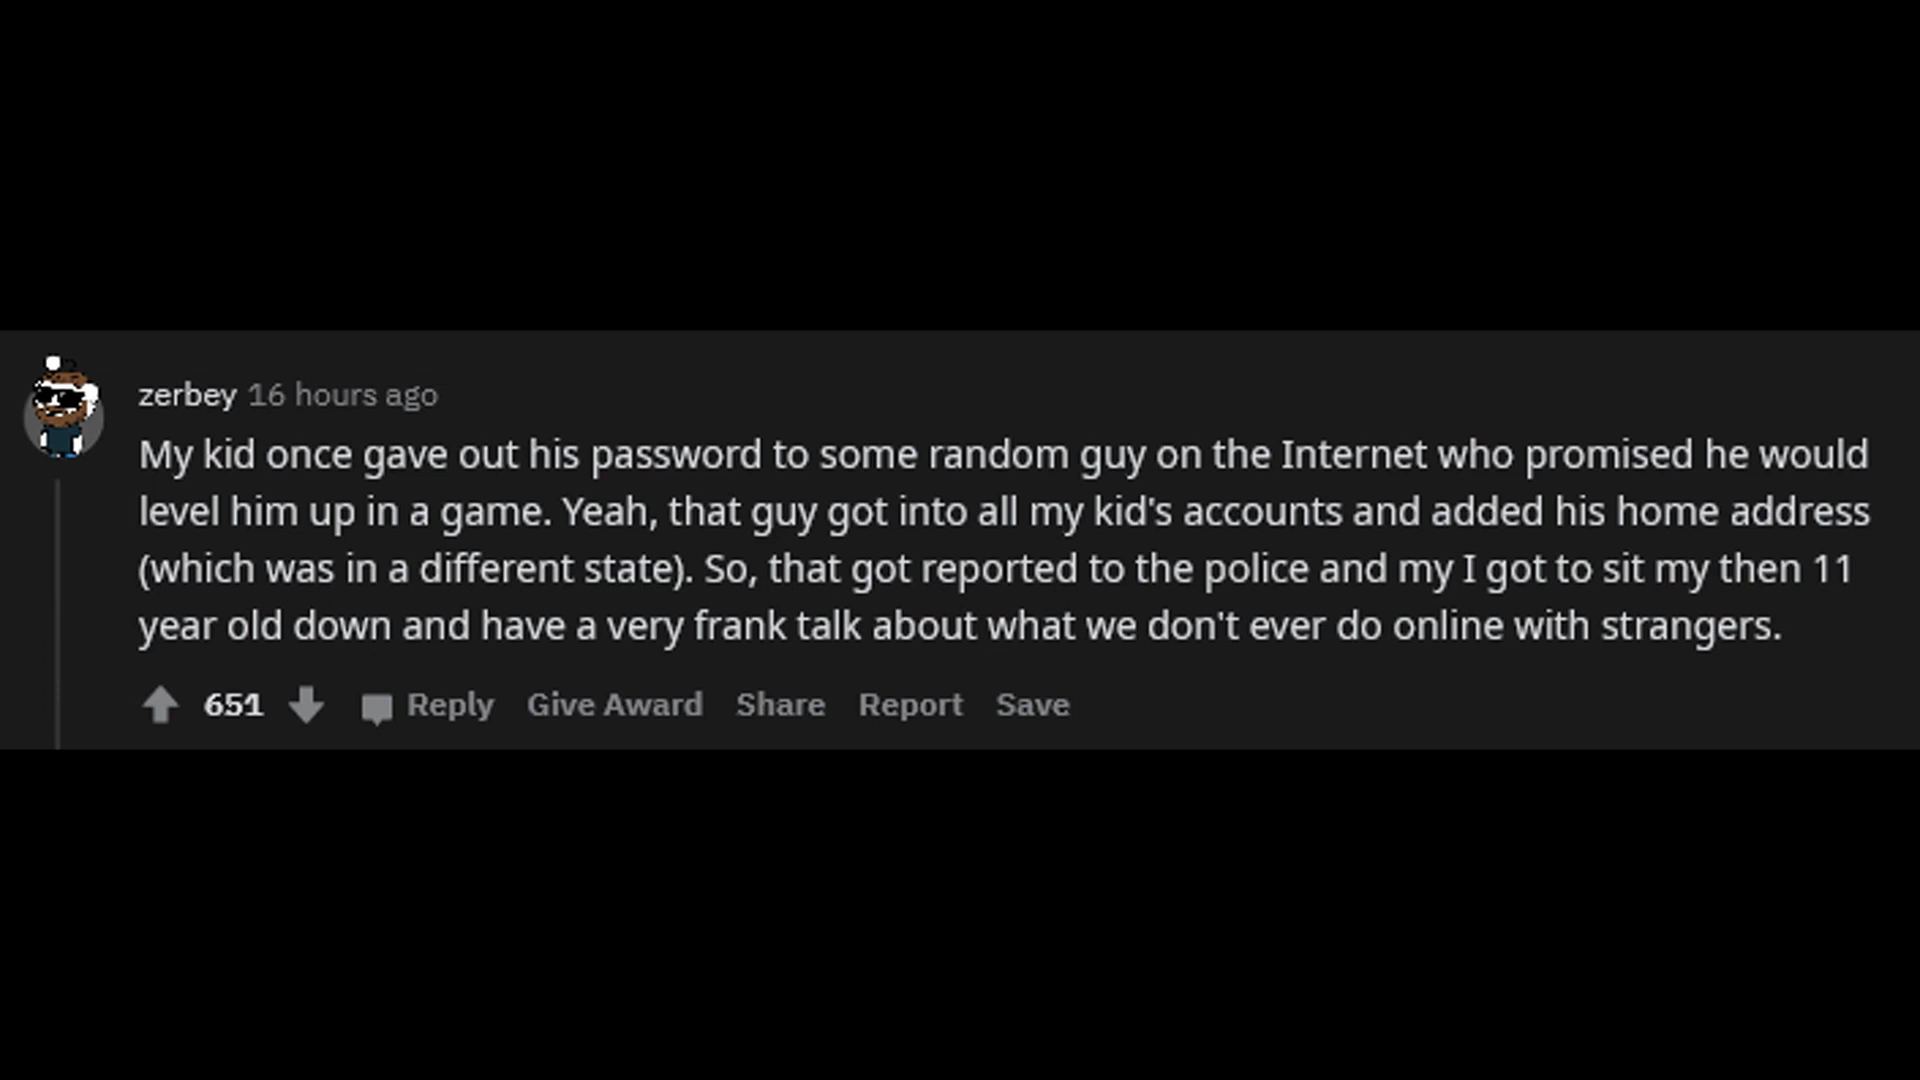 zerbey 16 hours ago
My kid once gave out his password to some random guy on the Internet who promised he would
level him up in a game. Yeah, that guy got into all my kid's accounts and added his home address
(which was in a different state). So, that got reported to the police and my I got to sit my then 11
year old down and have a very frank talk about what we don't ever do online with strangers.
651 Reply Give Award Share Report Save